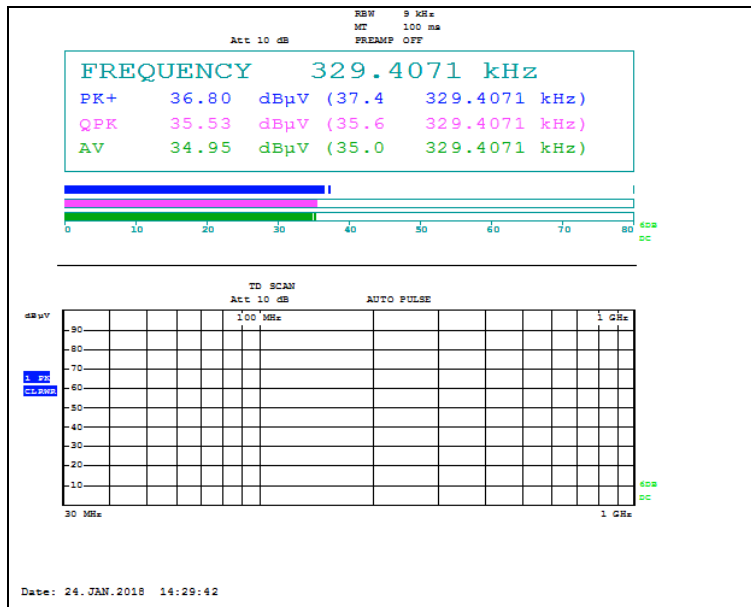 RBW 9 kHz
MT 100 ms
Att 10 dB PREAMP OFF
FREQUENCY 329.4071 kHz
PK+ 36.80 dBµV (37.4 329.4071 kHz)
QPK 35.53 dBµV (35.6 329.4071 kHz)
AV 34.95 dBµV (35.0 329.4071 kHz)
0 10 20 30 40 50 60 70 80
6DB
DC
TD SCAN
Att 10 dB AUTO PULSE
dBµV
100 MHz 1 GHz
90
80
70
1 PK
60
CLRWR
50
40
30
20
10
6DB
DC
30 MHz 1 GHz
Date: 24.JAN.2018 14:29:42